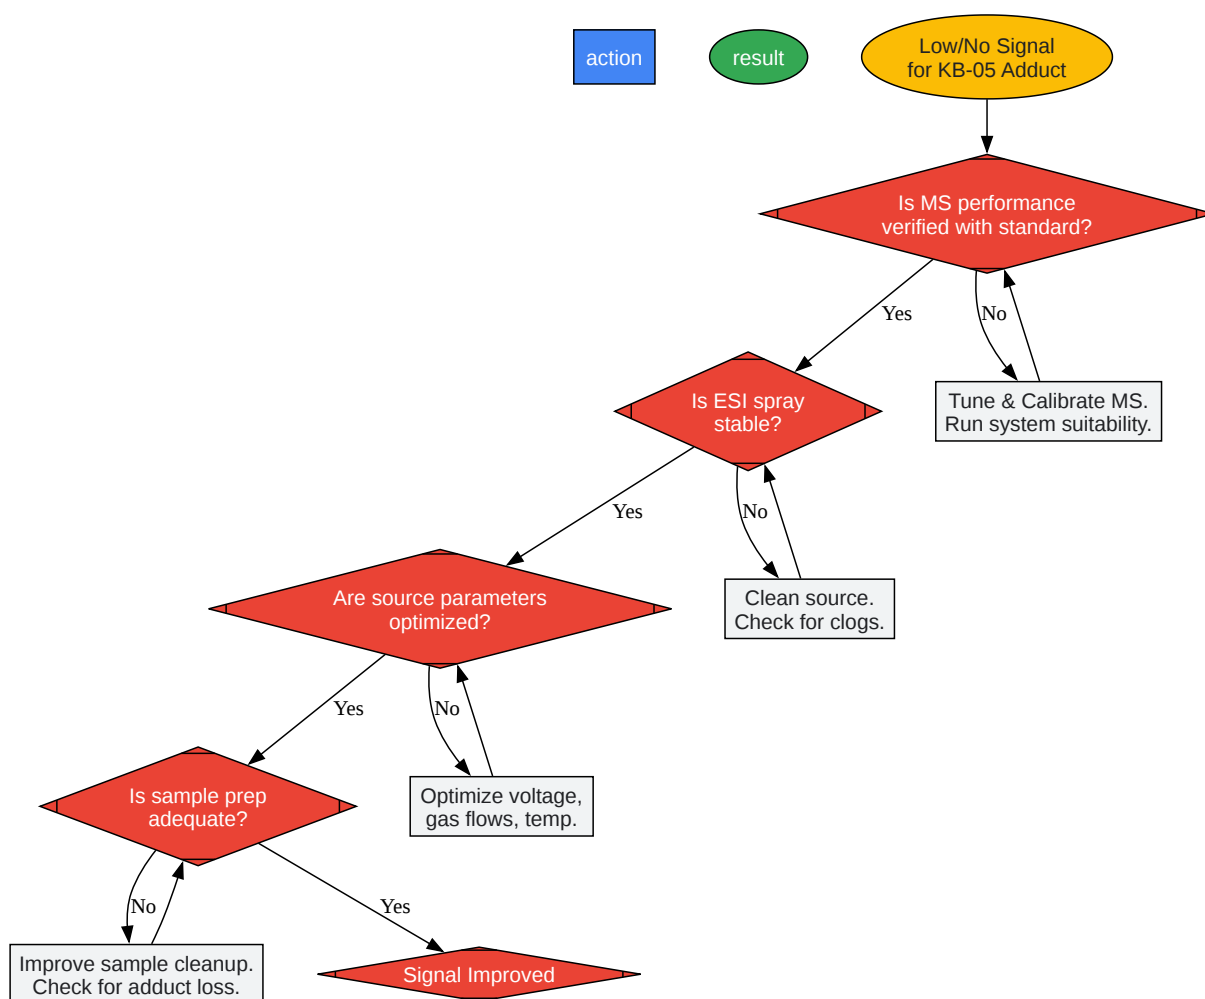 action
result
Low/No Signal
for KB-05 Adduct
Is MS performance
verified with standard?
Yes
No
Is ESI spray
stable?
Tune & Calibrate MS.
Run system suitability.
Yes
No
Are source parameters
optimized?
Clean source.
Check for clogs.
Yes
No
Is sample prep
adequate?
Optimize voltage,
gas flows, temp.
No
Yes
Improve sample cleanup.
Check for adduct loss.
Signal Improved